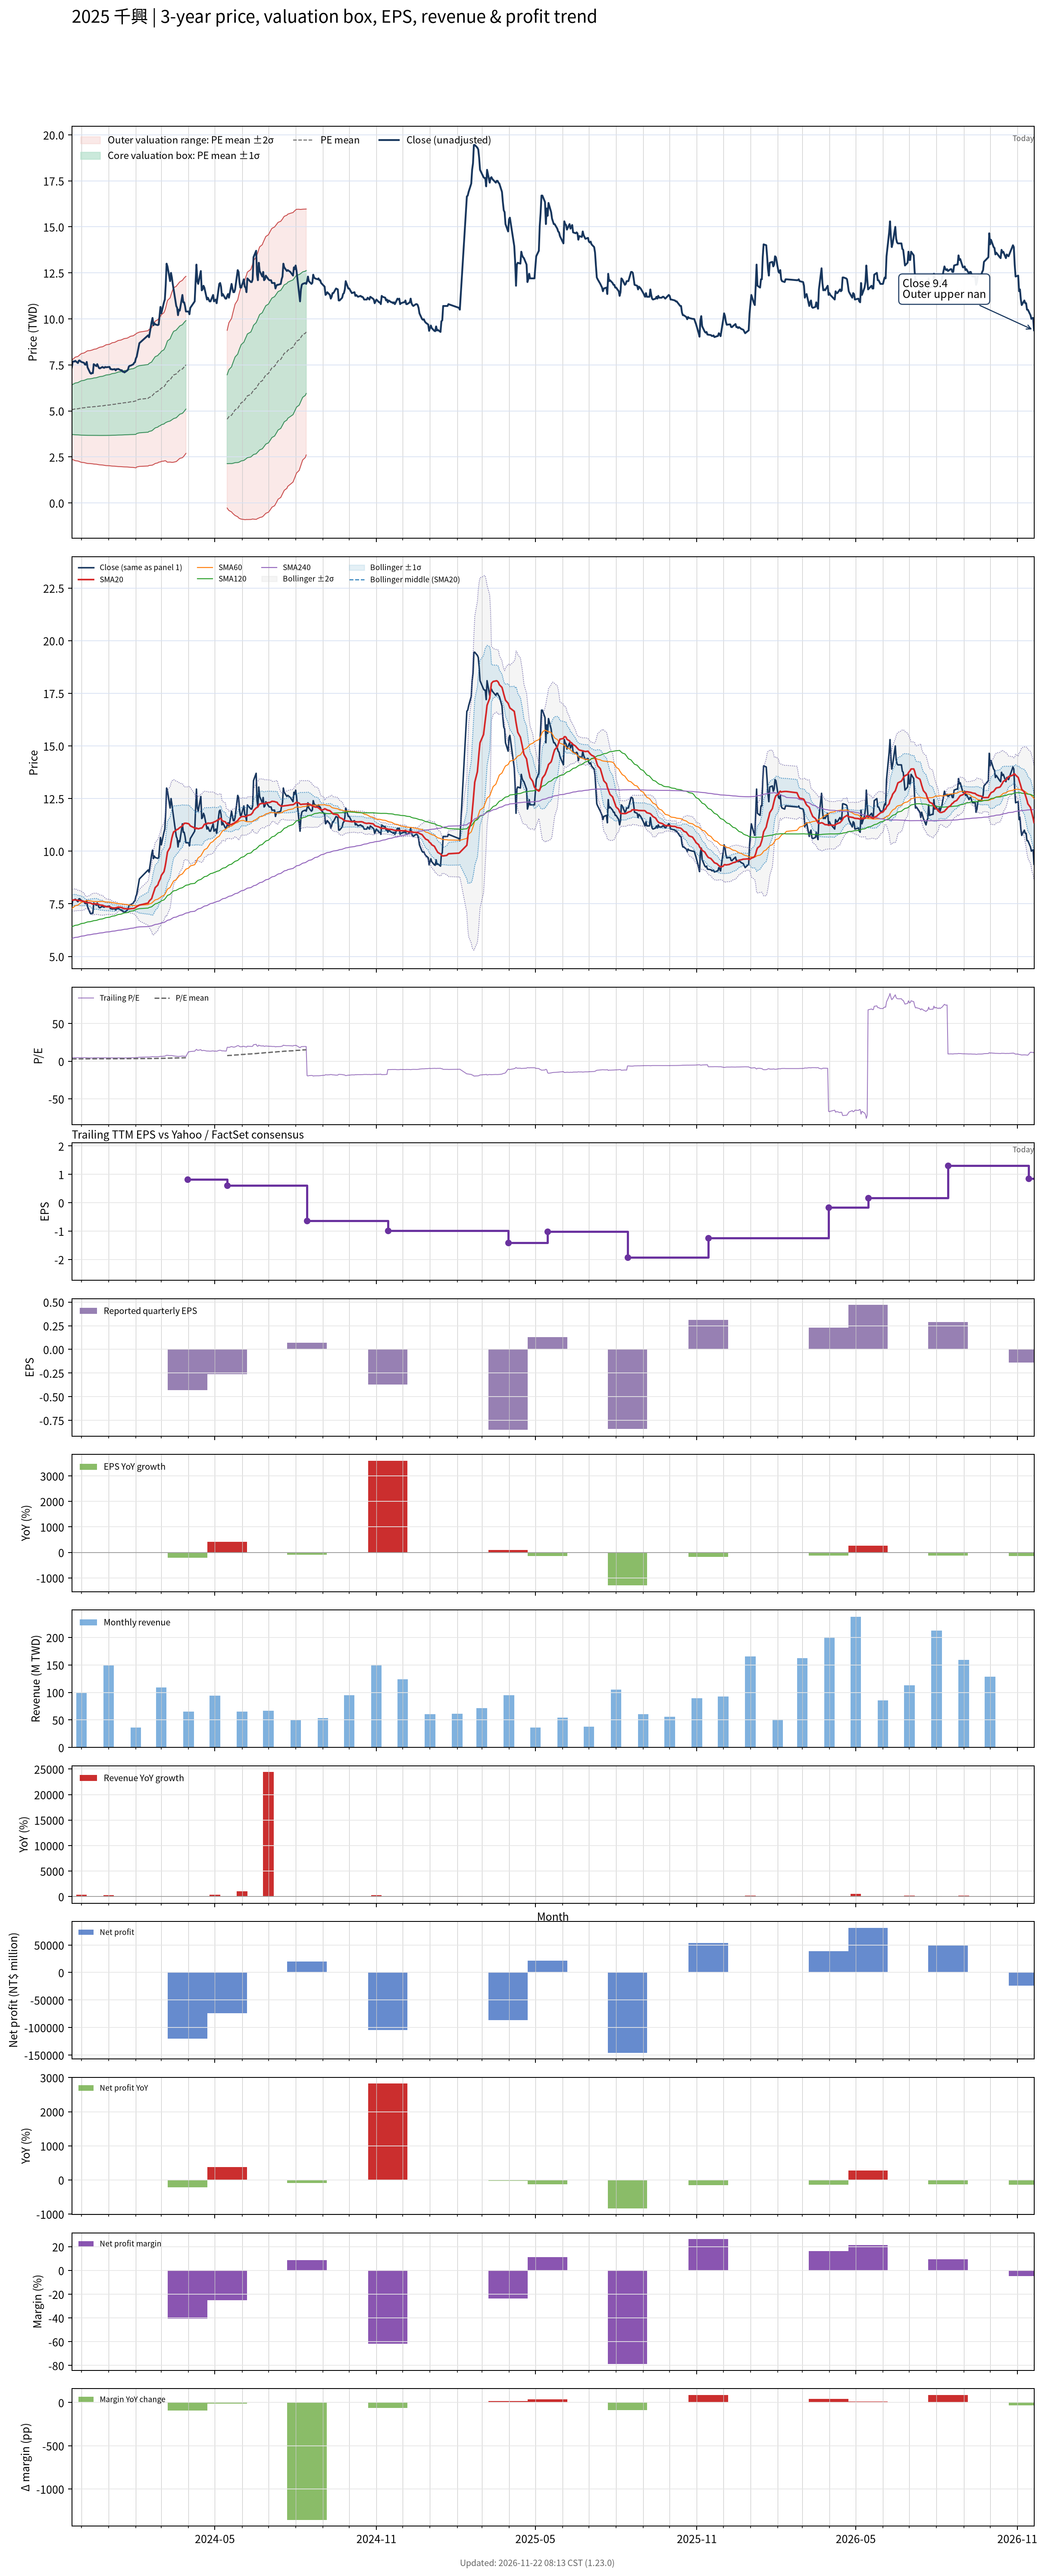 2025 千興 | 3-year price, valuation box, EPS, revenue & profit trend
Outer valuation range: PE mean ±2σ
PE mean
Close (unadjusted)
Core valuation box: PE mean ±1σ
Today
Close 9.4
Outer upper nan
Price (TWD)
20.0
17.5
15.0
12.5
10.0
7.5
5.0
2.5
0.0
Close (same as panel 1)
SMA60
SMA240
Bollinger ±1σ
SMA20
SMA120
Bollinger ±2σ
Bollinger middle (SMA20)
Price
22.5
20.0
17.5
15.0
12.5
10.0
7.5
5.0
Trailing P/E
P/E mean
P/E
50
0
-50
Trailing TTM EPS vs Yahoo / FactSet consensus
Today
EPS
2
1
0
-1
-2
Reported quarterly EPS
EPS
0.50
0.25
0.00
-0.25
-0.50
-0.75
EPS YoY growth
YoY (%)
3000
2000
1000
0
-1000
Monthly revenue
Revenue (M TWD)
200
150
100
50
0
Revenue YoY growth
YoY (%)
25000
20000
15000
10000
5000
0
Month
Net profit
Net profit (NT$ million)
50000
0
-50000
-100000
-150000
Net profit YoY
YoY (%)
3000
2000
1000
0
-1000
Net profit margin
Margin (%)
20
0
-20
-40
-60
-80
Margin YoY change
Δ margin (pp)
0
-500
-1000
2024-05
2024-11
2025-05
2025-11
2026-05
2026-11
Updated: 2026-11-22 08:13 CST (1.23.0)